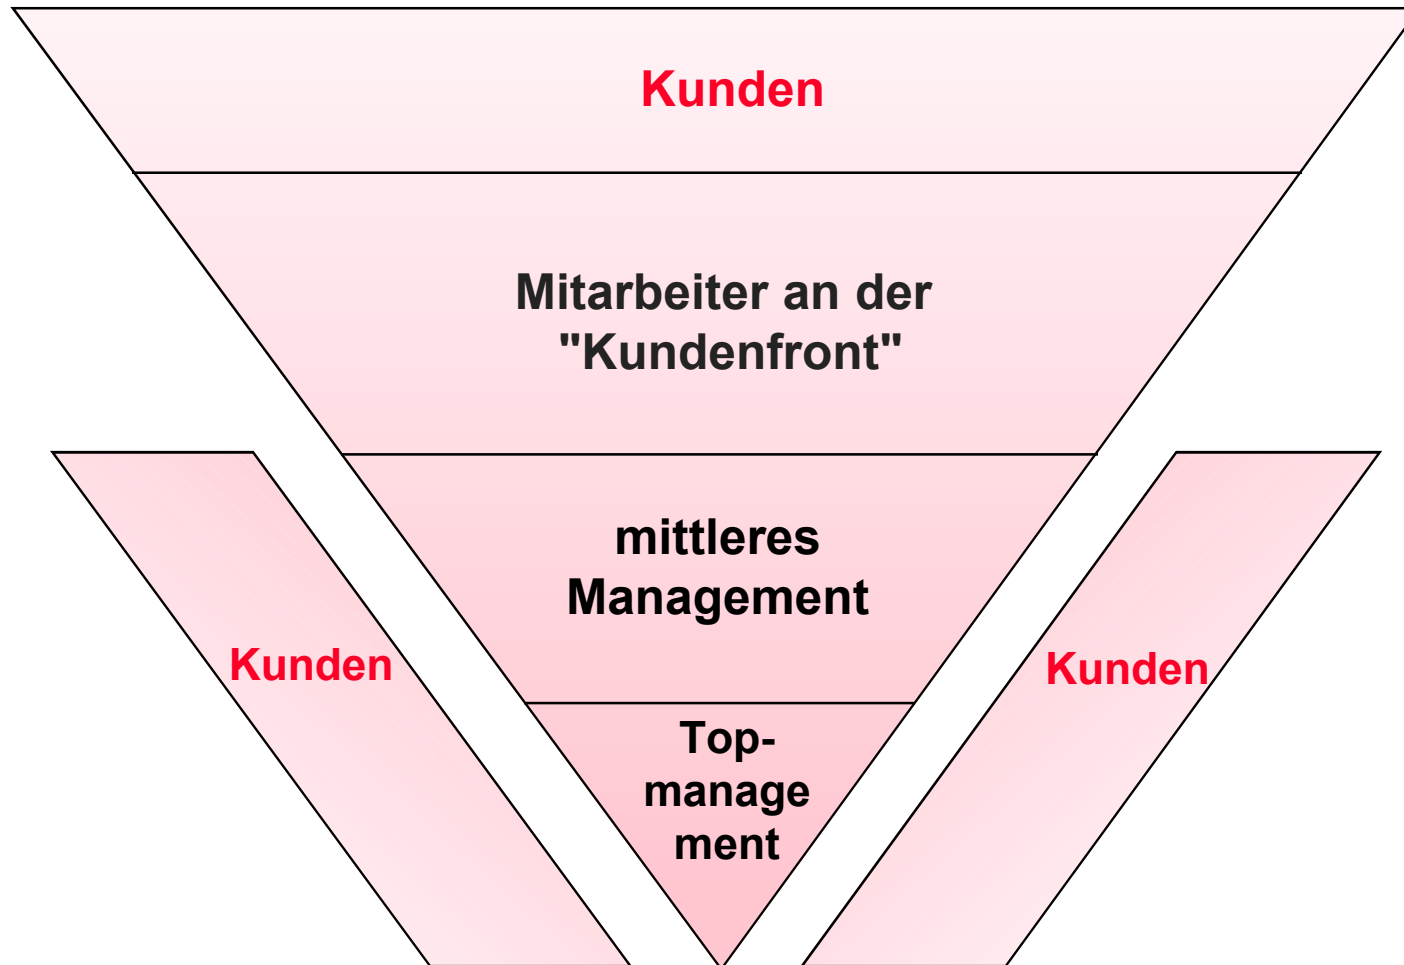 Kunden
Mitarbeiter an der
"Kundenfront"
mittleres
Management
Kunden
Kunden
Top-
manage
ment